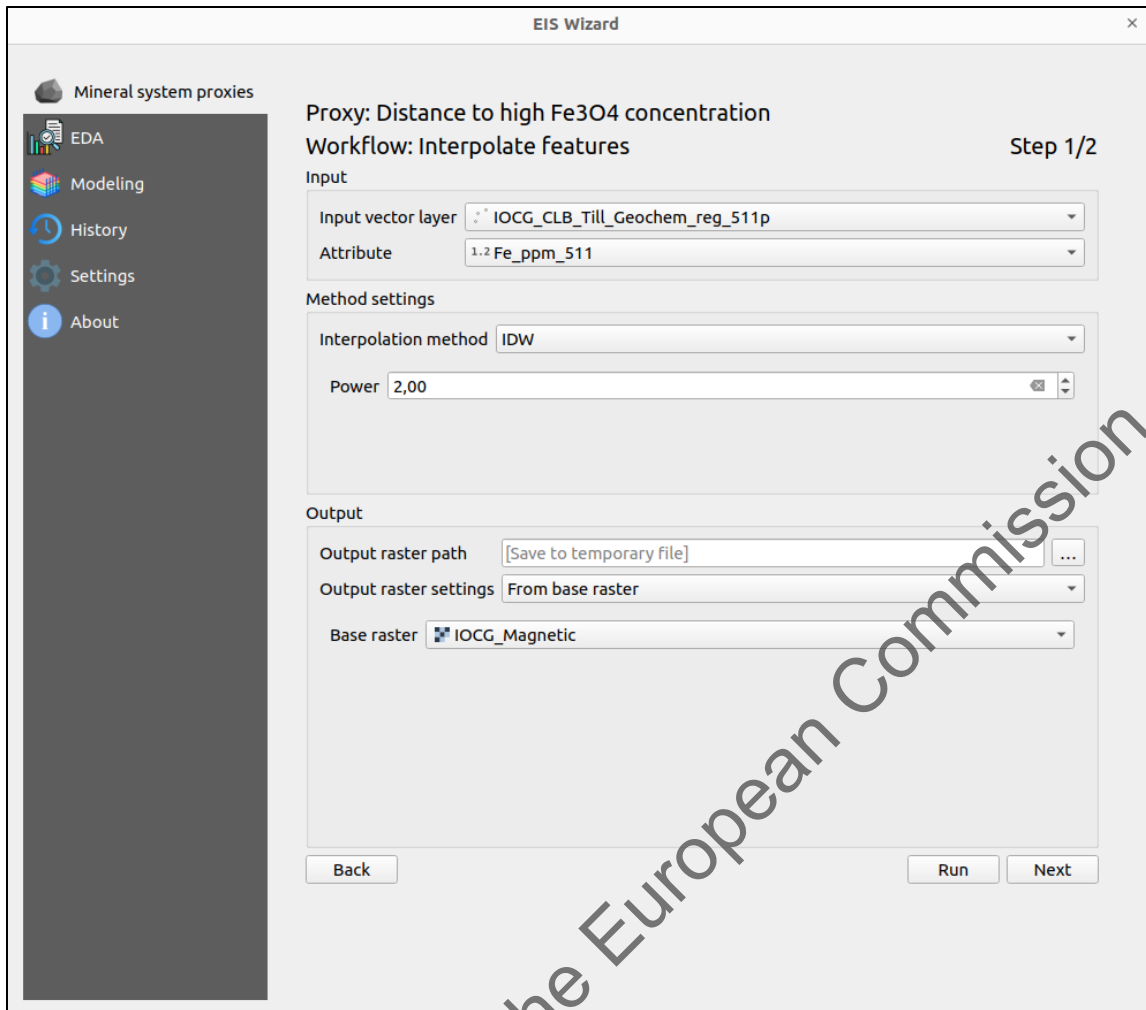 EIS Wizard
×
Mineral system proxies
EDA
Modeling
History
Settings
About
Proxy: Distance to high Fe3O4 concentration
Workflow: Interpolate features
Step 1/2
Input
Input vector layer IOCG_CLB_Till_Geochem_reg_511p
Attribute 1.2 Fe_ppm_511
Method settings
Interpolation method IDW
Power 2,00
Output
Output raster path [Save to temporary file] ...
Output raster settings From base raster
Base raster IOCG_Magnetic
Back Run Next
he European Commission